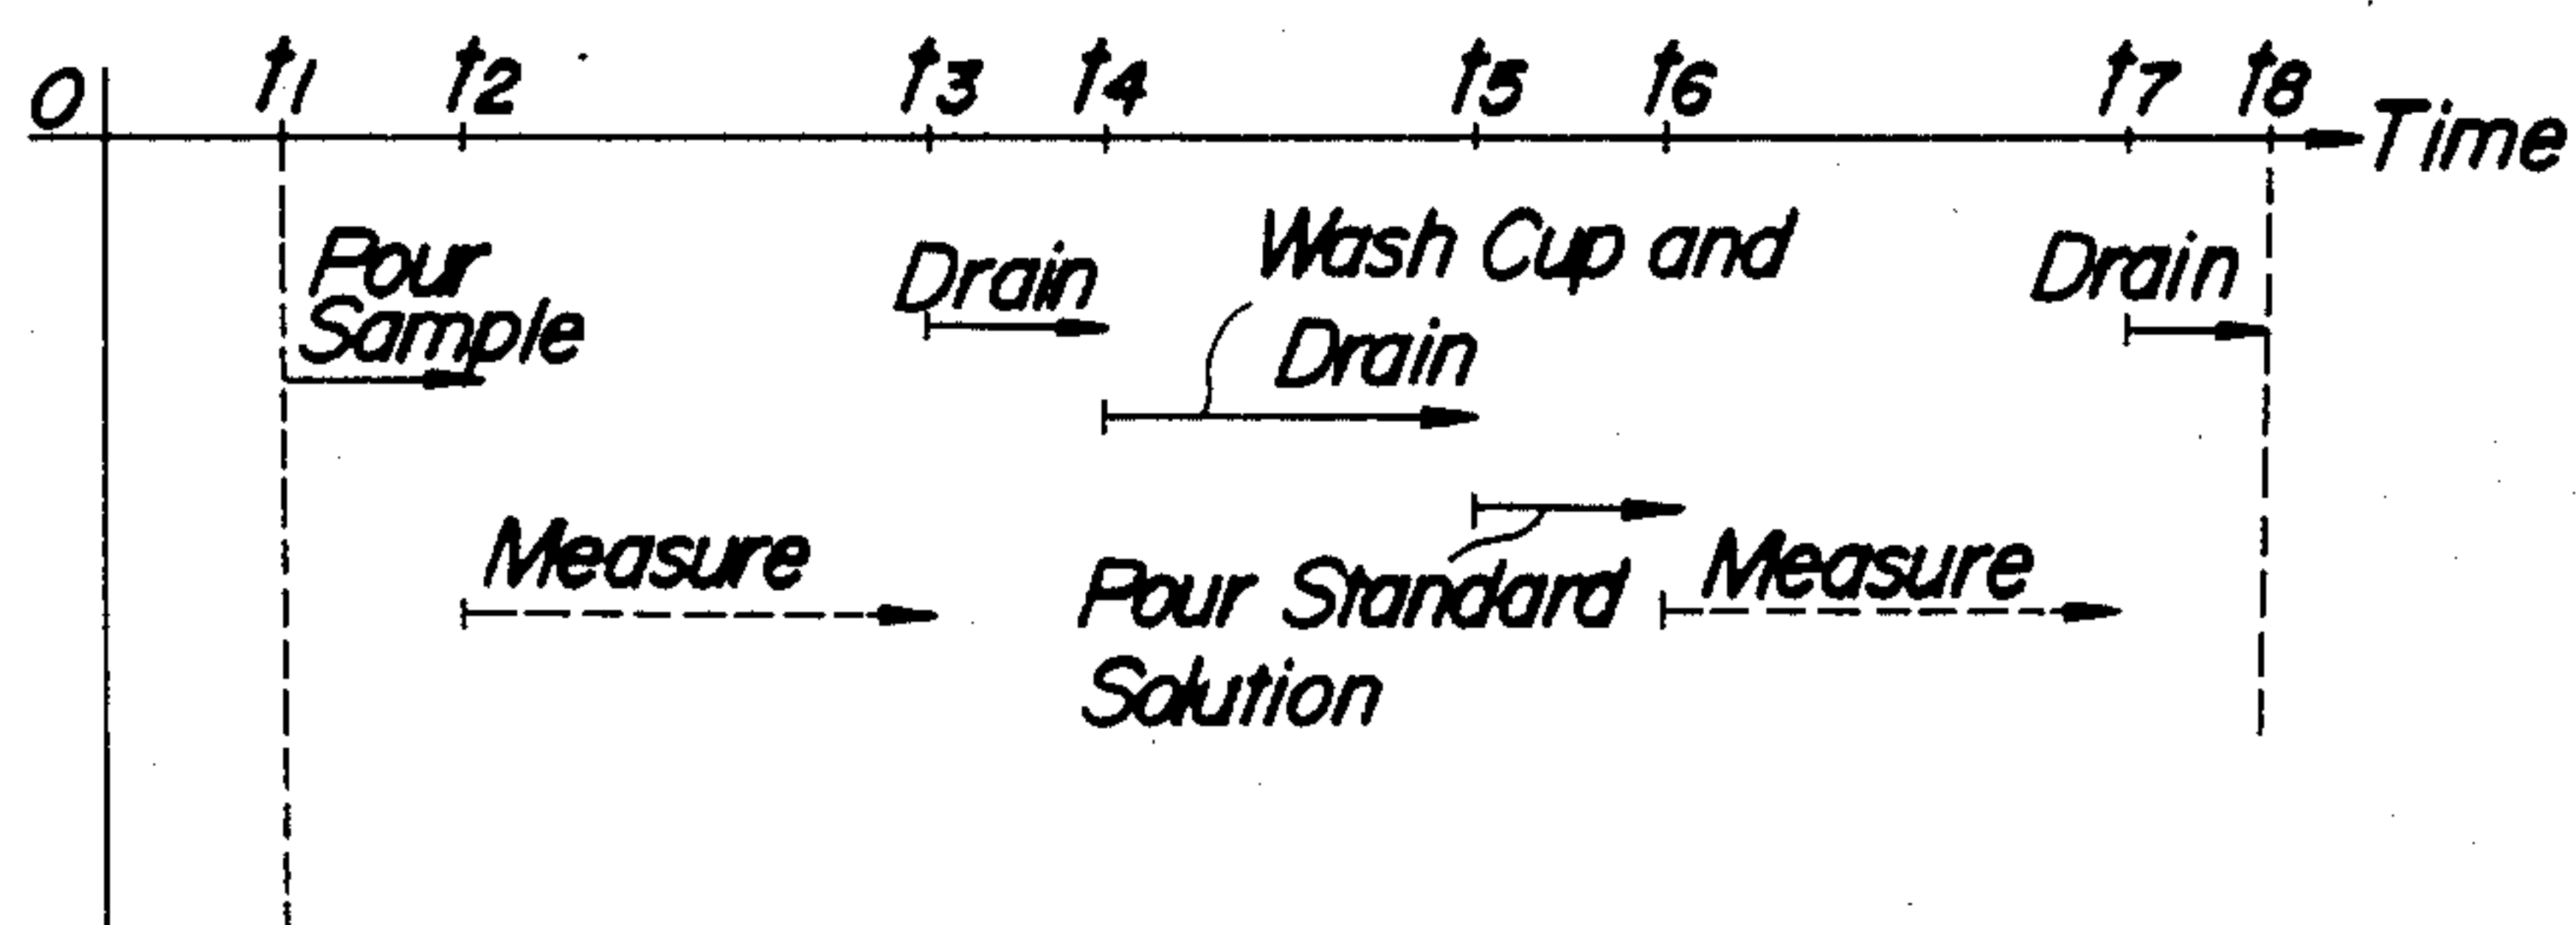 0 t1 t2 t3 t4 t5 t6 t7 t8 Time
Pour
Sample
Drain
Wash Cup and
Drain
Drain
Measure
Pour Standard
Solution
Measure